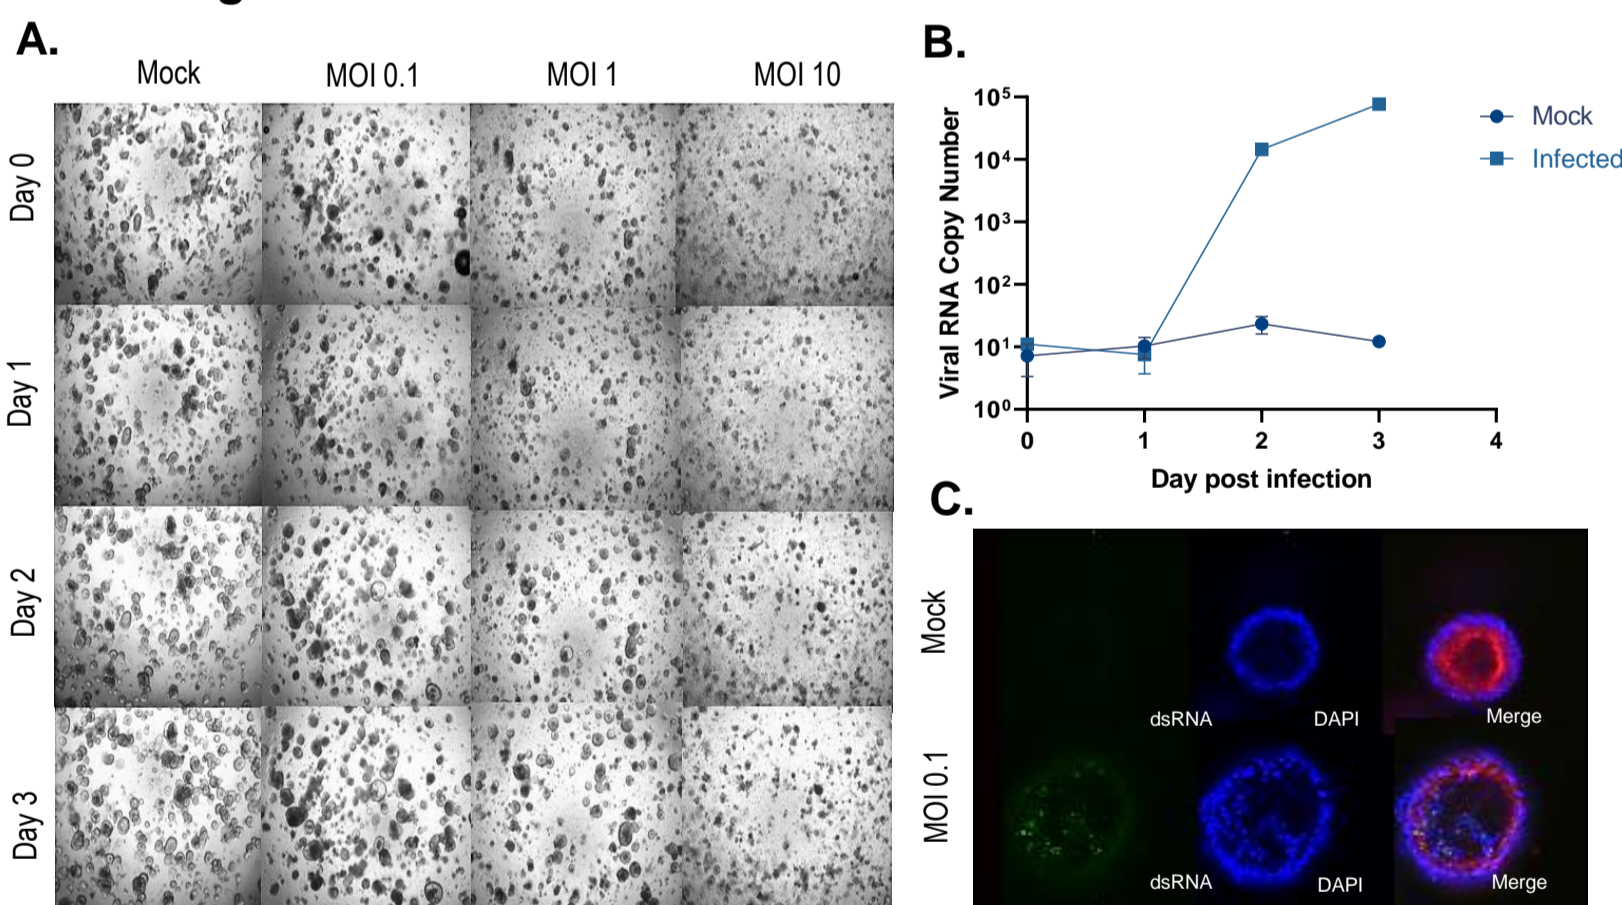 A.
Mock MOI 0.1 MOI 1 MOI 10
Day 0
Day 1
Day 2
Day 3
B.
Viral RNA Copy Number
10⁵
10⁴
10³
10²
10¹
10⁰
0 1 2 3 4
Day post infection
Mock
Infected
C.
Mock
dsRNA DAPI Merge
MOI 0.1
dsRNA DAPI Merge